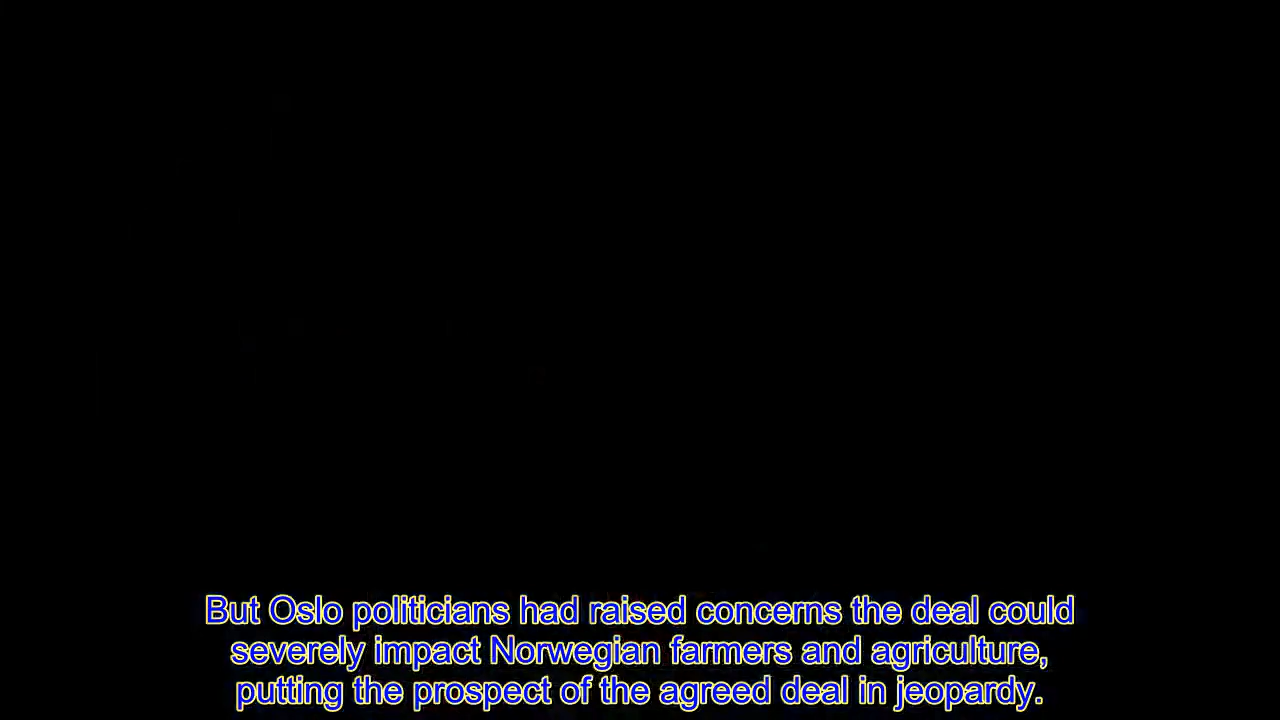 But Oslo politicians had raised concerns the deal could
severely impact Norwegian farmers and agriculture,
putting the prospect of the agreed deal in jeopardy.